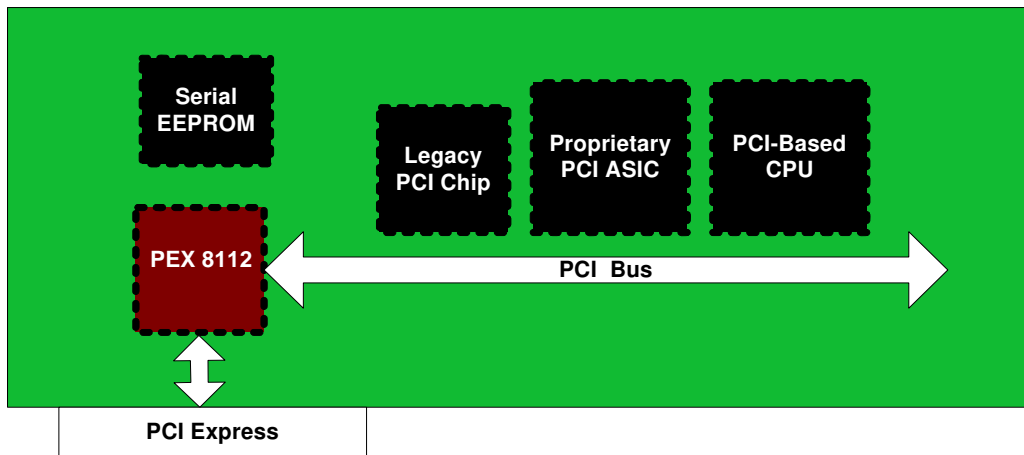 Serial
EEPROM
Legacy
PCI Chip
Proprietary
PCI ASIC
PCI-Based
CPU
PEX 8112
PCI Bus
PCI Express